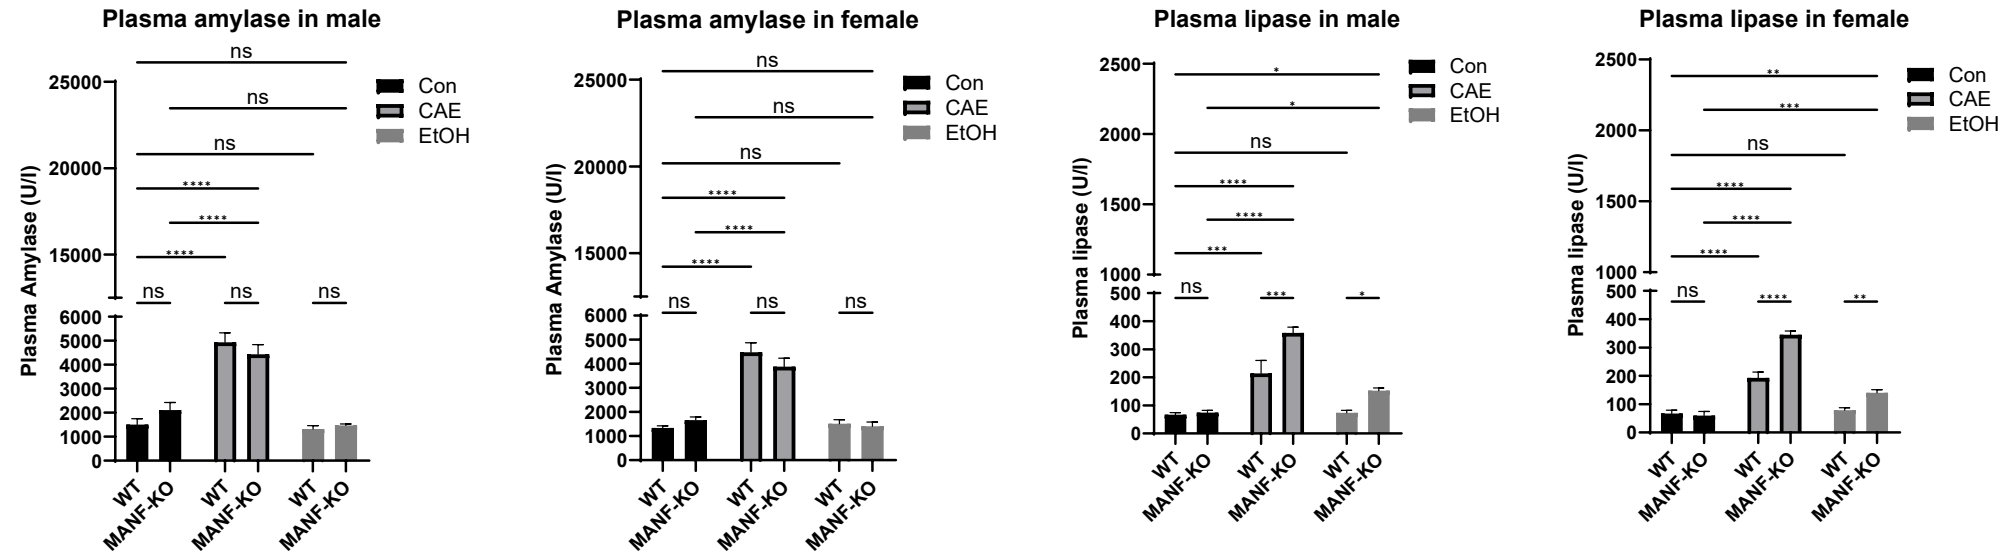 Plasma amylase in male
ns
25000
Con
CAE
EtOH
ns
ns
20000
****
****
15000
****
ns
ns
ns
6000
5000
4000
3000
2000
1000
0
Plasma Amylase (U/l)
WT
MANF-KO
WT
MANF-KO
WT
MANF-KO
Plasma amylase in female
ns
25000
Con
CAE
EtOH
ns
ns
20000
****
****
15000
****
ns
ns
ns
6000
5000
4000
3000
2000
1000
0
Plasma Amylase (U/l)
WT
MANF-KO
WT
MANF-KO
WT
MANF-KO
Plasma lipase in male
2500
*
Con
CAE
EtOH
*
2000
ns
****
1500
****
***
1000
ns
***
*
500
400
300
200
100
0
Plasma lipase (U/l)
WT
MANF-KO
WT
MANF-KO
WT
MANF-KO
Plasma lipase in female
2500
**
Con
CAE
EtOH
***
2000
ns
****
1500
****
****
1000
ns
****
**
500
400
300
200
100
0
Plasma lipase (U/l)
WT
MANF-KO
WT
MANF-KO
WT
MANF-KO